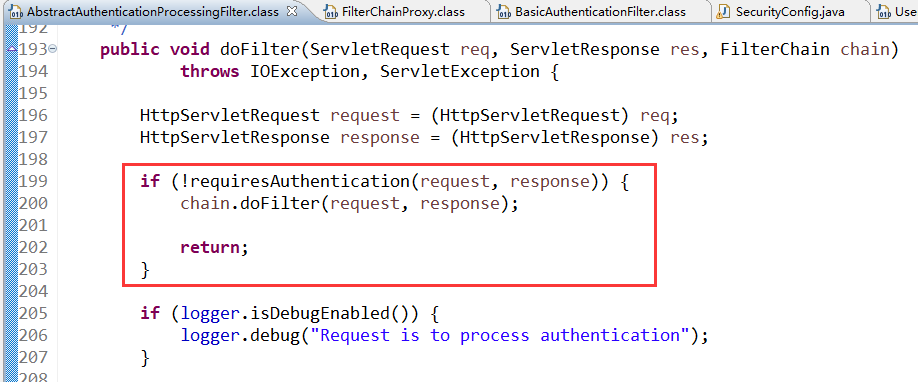 AbstractAuthenticationProcessingFilter.class FilterChainProxy.class BasicAuthenticationFilter.class SecurityConfig.java Use
192 */
193 public void doFilter(ServletRequest req, ServletResponse res, FilterChain chain)
194 throws IOException, ServletException {
195
196 HttpServletRequest request = (HttpServletRequest) req;
197 HttpServletResponse response = (HttpServletResponse) res;
198
199 if (!requiresAuthentication(request, response)) {
200 chain.doFilter(request, response);
201
202 return;
203 }
204
205 if (logger.isDebugEnabled()) {
206 logger.debug("Request is to process authentication");
207 }
208